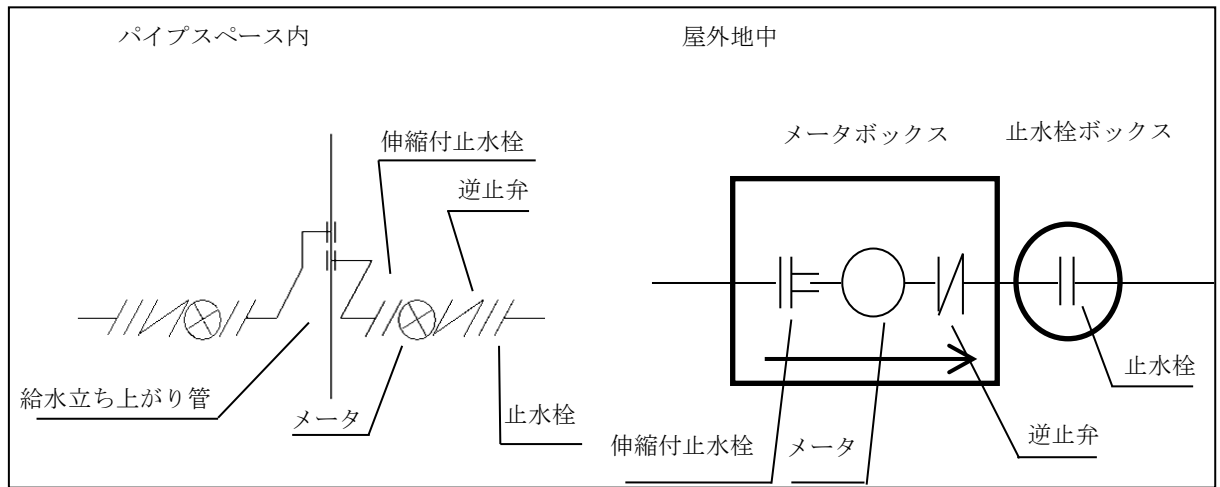 パイプスペース内
屋外地中
伸縮付止水栓
逆止弁
給水立ち上がり管
メータ
止水栓
メータボックス
止水栓ボックス
伸縮付止水栓
メータ
逆止弁
止水栓